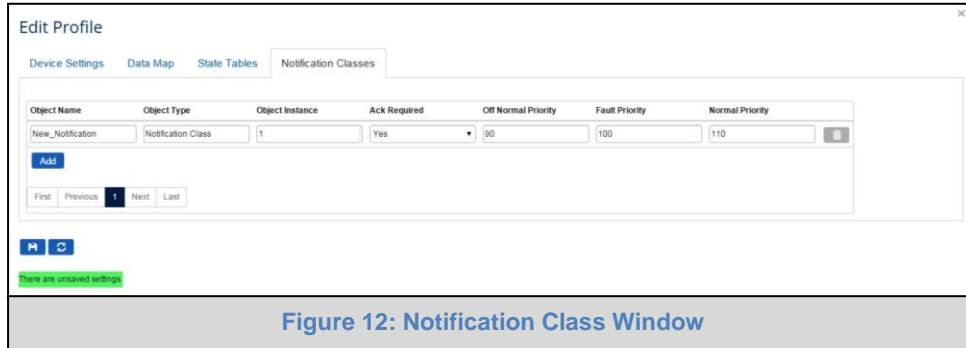 ×
Edit Profile
Device Settings Data Map State Tables Notification Classes
Object Name Object Type Object Instance Ack Required Off Normal Priority Fault Priority Normal Priority
New_Notification Notification Class 1 Yes 90 100 110
Add
First Previous 1 Next Last
There are unsaved settings.
Figure 12: Notification Class Window